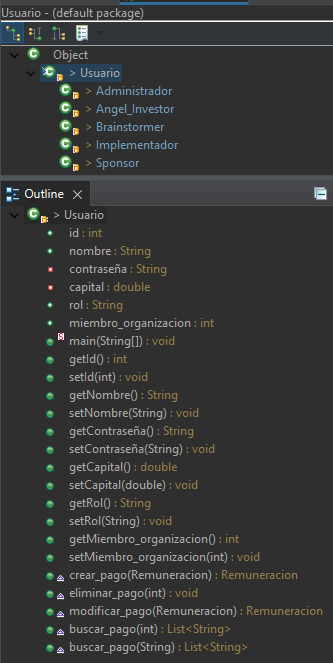 Usuario - (default package)
Object
> Usuario
> Administrador
> Angel_Investor
> Brainstormer
> Implementador
> Sponsor
Outline
> Usuario
id : int
nombre : String
contraseña : String
capital : double
rol : String
miembro_organizacion : int
main(String[]) : void
getId() : int
setId(int) : void
getNombre() : String
setNombre(String) : void
getContraseña() : String
setContraseña(String) : void
getCapital() : double
setCapital(double) : void
getRol() : String
setRol(String) : void
getMiembro_organizacion() : int
setMiembro_organizacion(int) : void
crear_pago(Remuneracion) : Remuneracion
eliminar_pago(int) : void
modificar_pago(Remuneracion) : Remuneracion
buscar_pago(int) : List<String>
buscar_pago(String) : List<String>